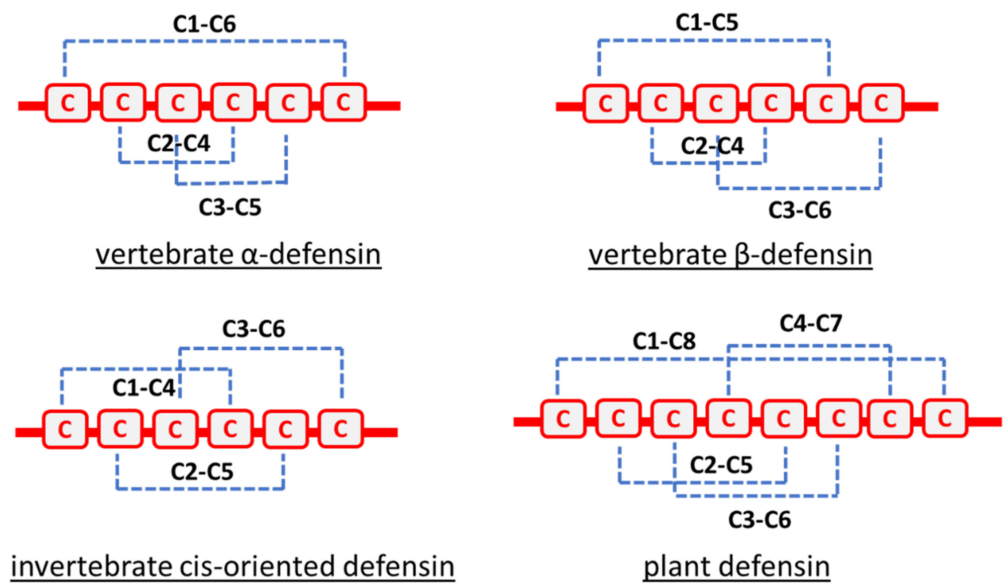 C1-C6
C C C C C C
C2-C4
C3-C5
vertebrate α-defensin
C1-C5
C C C C C C
C2-C4
C3-C6
vertebrate β-defensin
C3-C6
C1-C4
C C C C C C
C2-C5
invertebrate cis-oriented defensin
C4-C7
C1-C8
C C C C C C C C
C2-C5
C3-C6
plant defensin